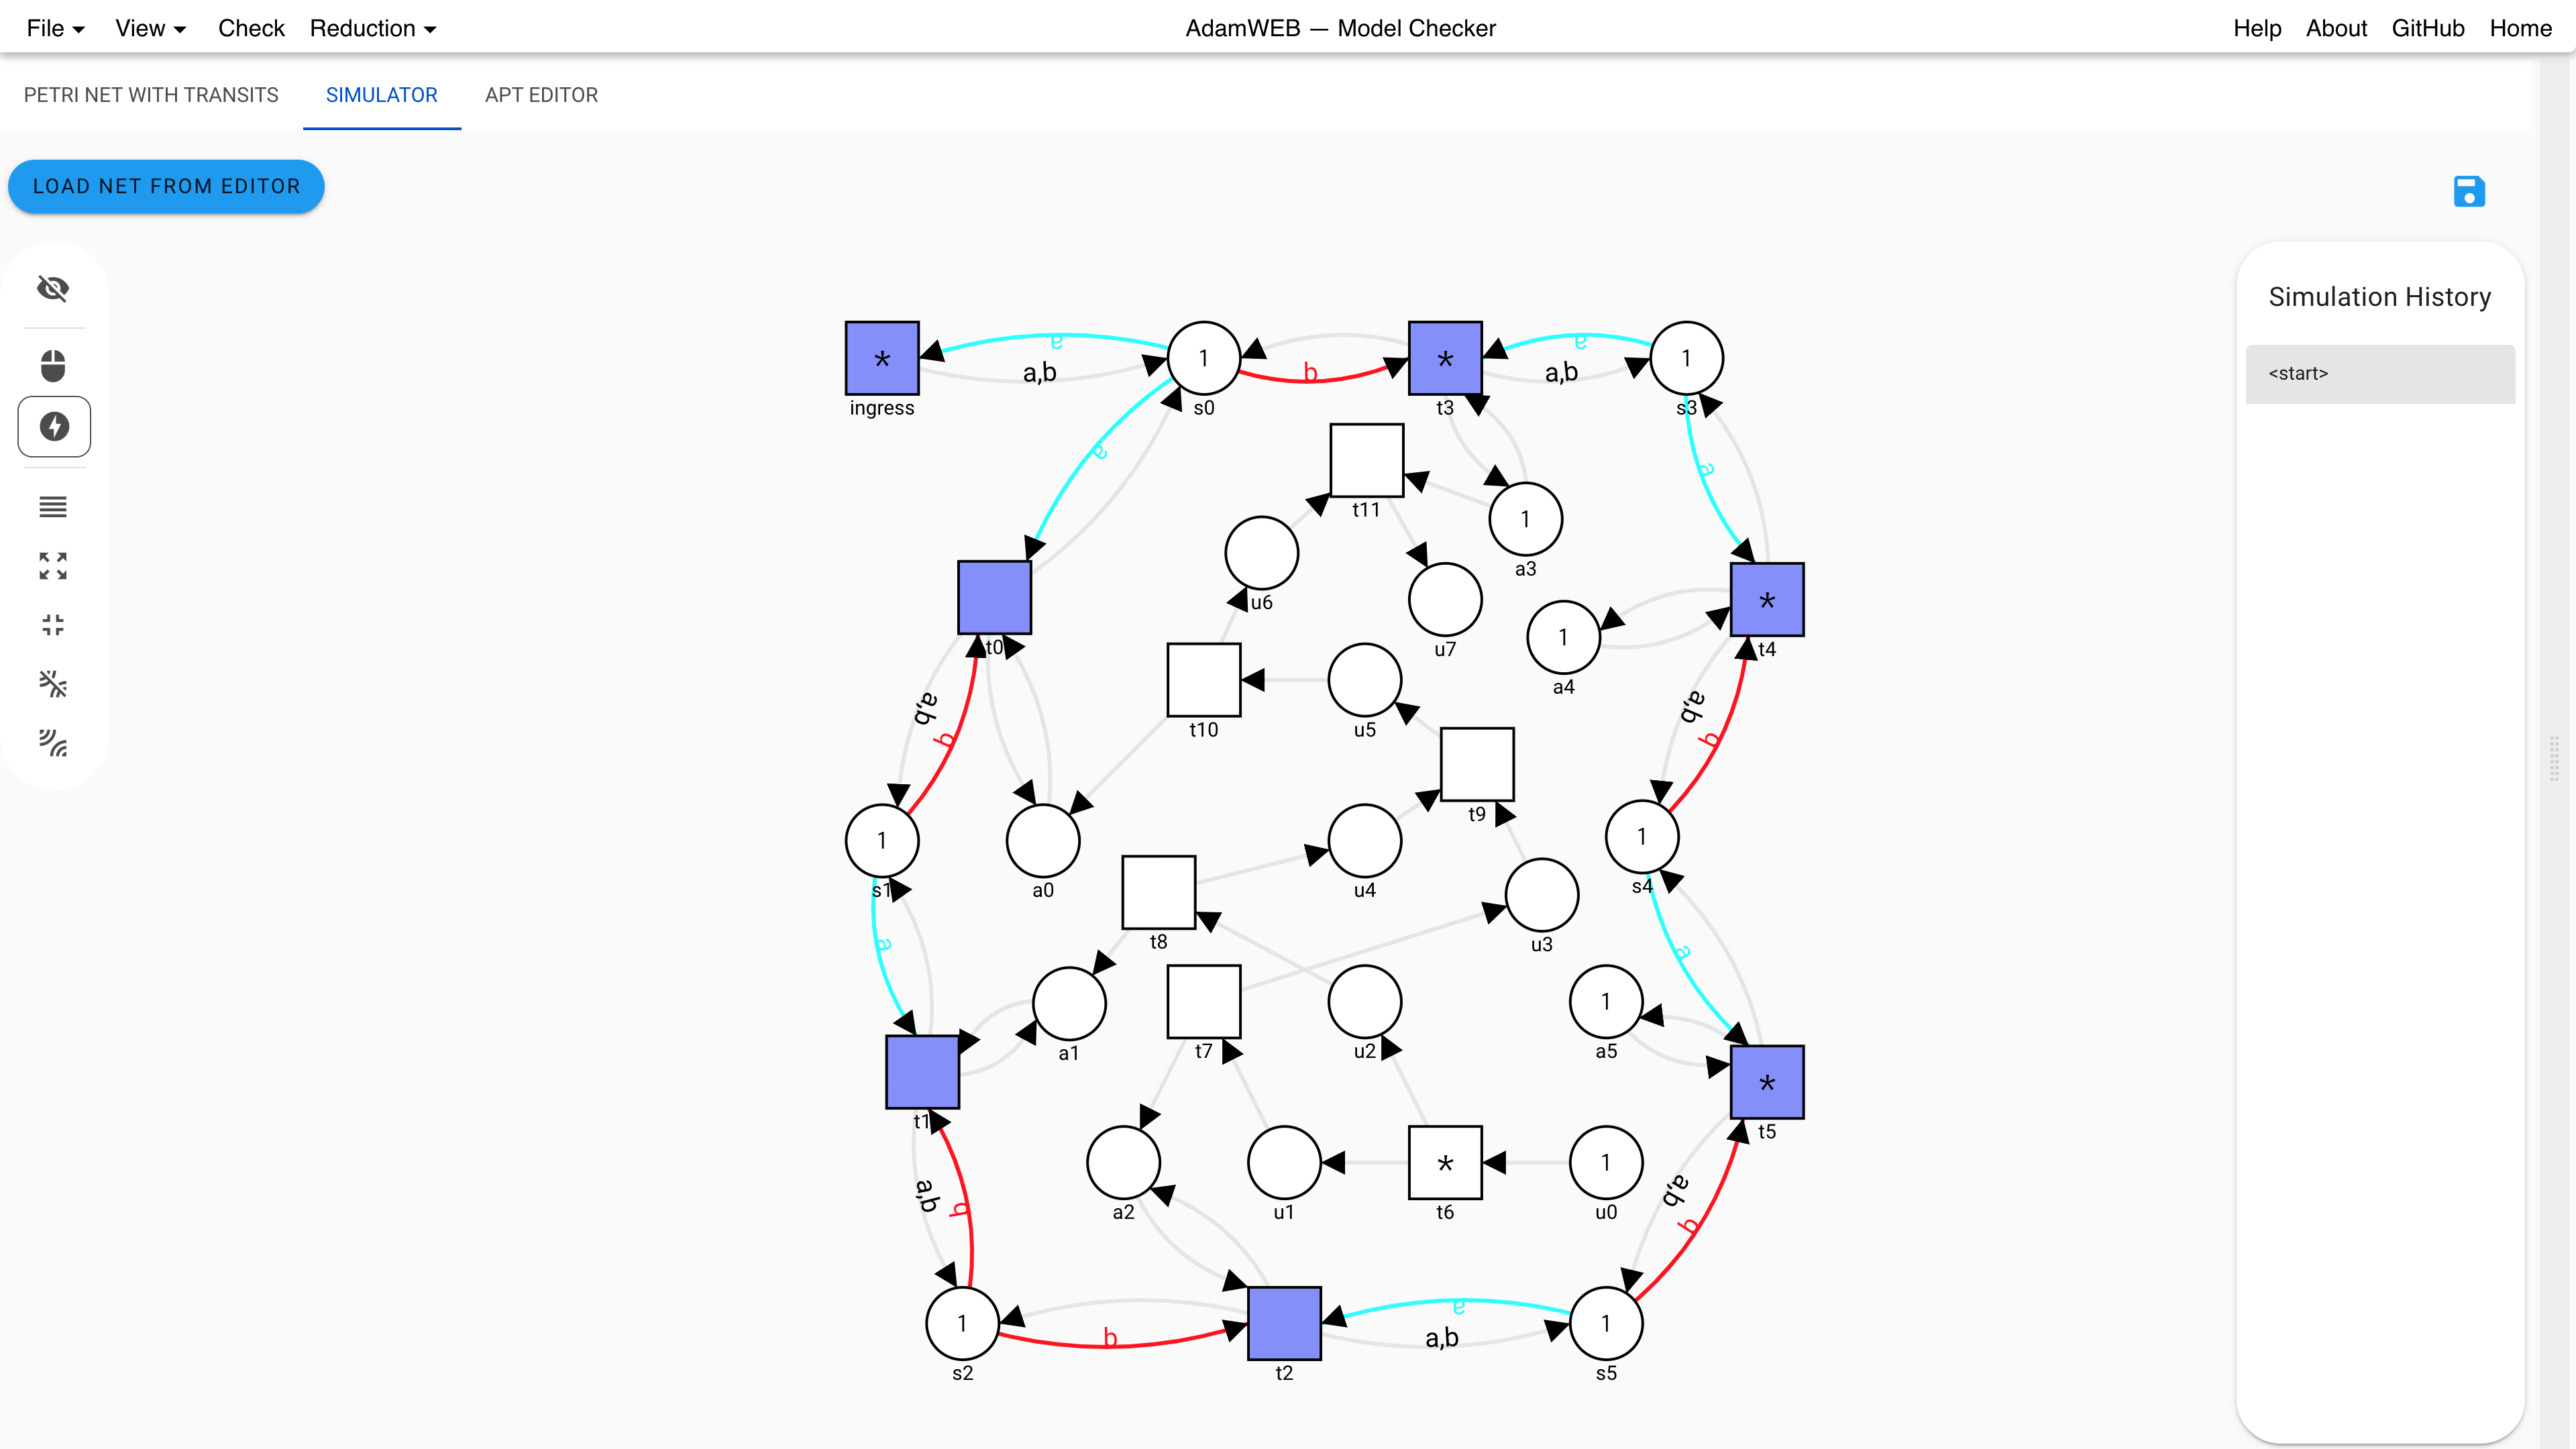 File View Check Reduction AdamWEB — Model Checker Help About GitHub Home
PETRI NET WITH TRANSITS SIMULATOR APT EDITOR
LOAD NET FROM EDITOR
Simulation History
<start>
* a a,b 1 b * a a,b 1
ingress s0 t3 s3
a a
t11 1
a3
u6 u7
* t4
1 a4
t0
t10 u5
a,b b a,b b
t9
1 s1 a0 u4 1 s4
t8 u3
a a
a1 t7 u2 1 a5
t1 * t5
a2 u1 * t6 1 u0
a,b b a,b b
1 b a a,b 1
s2 t2 s5